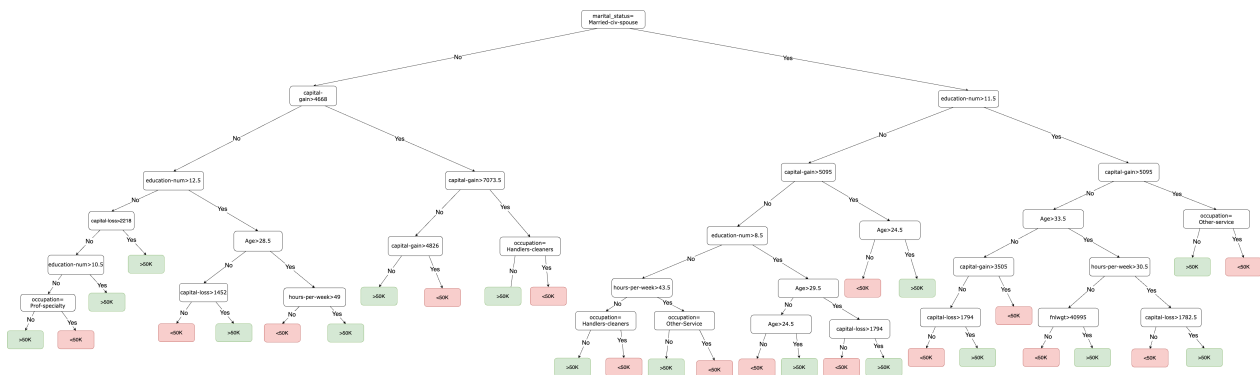 marital_status=
Married-civ-spouse
No
Yes
capital-
gain>4668
education-num>11.5
No
Yes
No
Yes
education-num>12.5
capital-gain>7073.5
capital-gain>5095
capital-gain>5095
No
Yes
No
Yes
No
Yes
No
Yes
capital-loss>2218
Age>28.5
capital-gain>4826
occupation=
Handlers-cleaners
education-num>8.5
Age>24.5
Age>33.5
occupation=
Other-service
No
Yes
No
Yes
No
Yes
No
Yes
No
Yes
No
Yes
No
Yes
No
Yes
education-num>10.5
>50K
capital-loss>1452
hours-per-week>49
>50K
<50K
>50K
<50K
hours-per-week>43.5
Age>29.5
<50K
>50K
capital-gain>3505
hours-per-week>30.5
>50K
<50K
No
Yes
No
Yes
No
Yes
No
Yes
No
Yes
No
Yes
No
Yes
occupation=
Prof-specialty
>50K
<50K
>50K
<50K
>50K
occupation=
Handlers-cleaners
occupation=
Other-Service
Age>24.5
capital-loss>1794
capital-loss>1794
<50K
fnlwgt>40995
capital-loss>1782.5
No
Yes
No
Yes
No
Yes
No
Yes
No
Yes
No
Yes
No
Yes
No
Yes
>50K
<50K
>50K
<50K
>50K
<50K
<50K
>50K
<50K
>50K
<50K
>50K
<50K
>50K
<50K
>50K